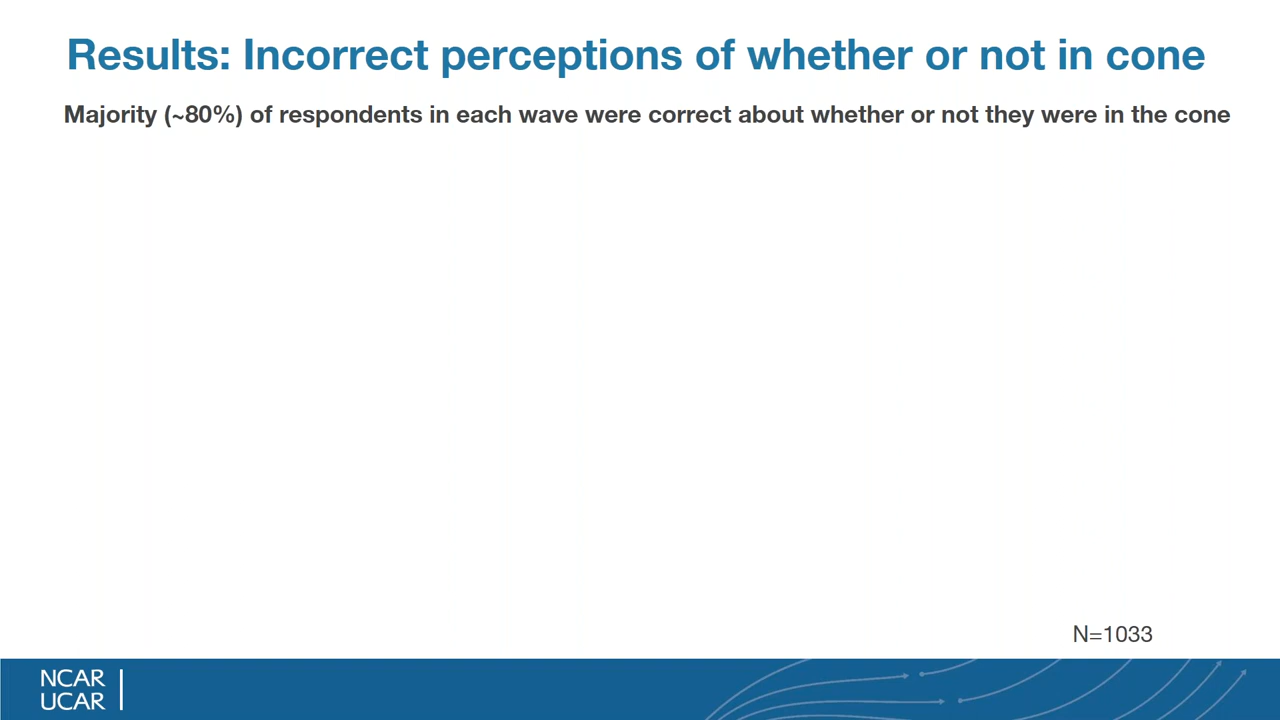 Results: Incorrect perceptions of whether or not in cone
Majority (~80%) of respondents in each wave were correct about whether or not they were in the cone
N=1033
NCAR
UCAR